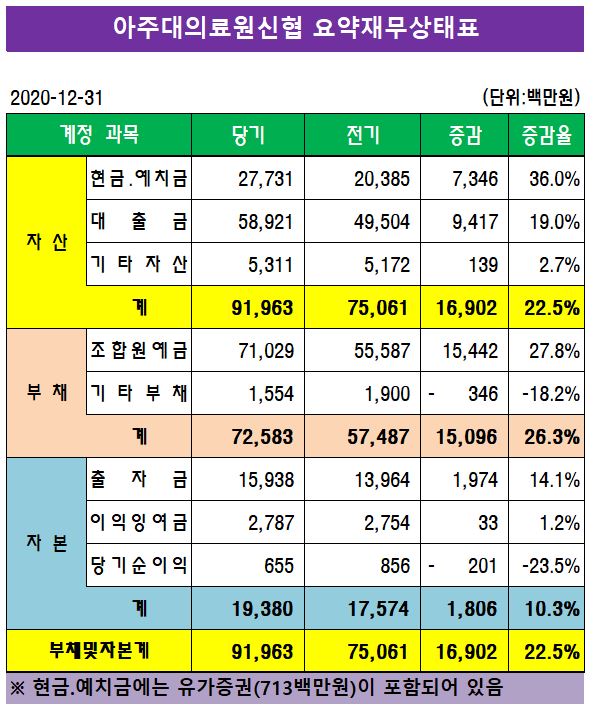 아주대의료원신협 요약재무상태표
2020-12-31 (단위:백만원)
계정 과목 당기 전기 증감 증감율
자 산
현금.예치금 27,731 20,385 7,346 36.0%
대 출 금 58,921 49,504 9,417 19.0%
기 타 자 산 5,311 5,172 139 2.7%
계 91,963 75,061 16,902 22.5%
부 채
조 합 원 예 금 71,029 55,587 15,442 27.8%
기 타 부 채 1,554 1,900 - 346 -18.2%
계 72,583 57,487 15,096 26.3%
자 본
출 자 금 15,938 13,964 1,974 14.1%
이 익 잉 여 금 2,787 2,754 33 1.2%
당 기 순 이 익 655 856 - 201 -23.5%
계 19,380 17,574 1,806 10.3%
부채및자본계 91,963 75,061 16,902 22.5%
※ 현금.예치금에는 유가증권(713백만원)이 포함되어 있음